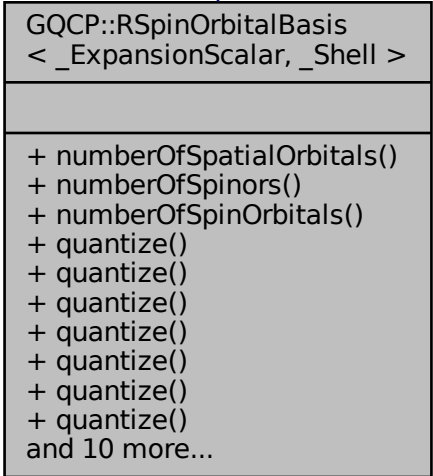 GQCP::RSpinOrbitalBasis
< _ExpansionScalar, _Shell >
+ numberOfSpatialOrbitals()
+ numberOfSpinors()
+ numberOfSpinOrbitals()
+ quantize()
+ quantize()
+ quantize()
+ quantize()
+ quantize()
+ quantize()
+ quantize()
and 10 more...